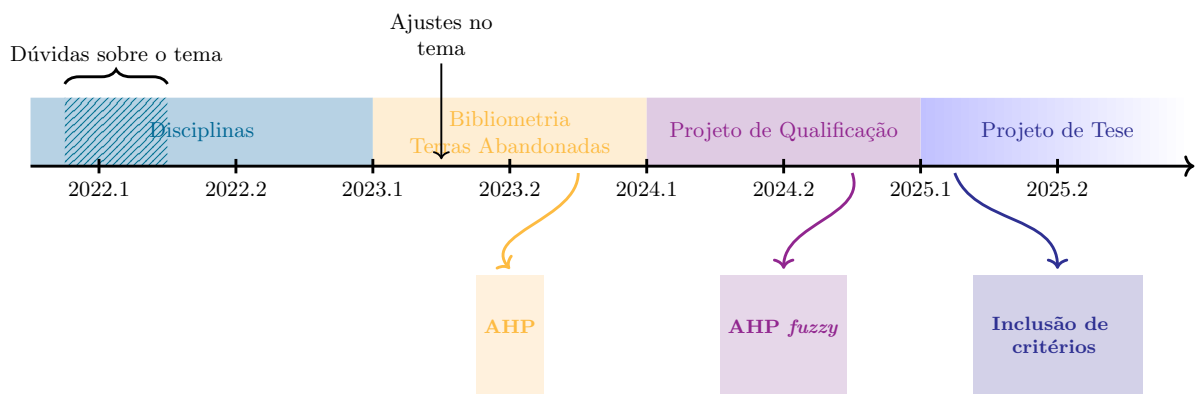 Ajustes no
tema
Dúvidas sobre o tema
Disciplinas
Bibliometria
Terras Abandonadas
Projeto de Qualificação
Projeto de Tese
2022.1
2022.2
2023.1
2023.2
2024.1
2024.2
2025.1
2025.2
AHP
AHP fuzzy
Inclusão de
critérios